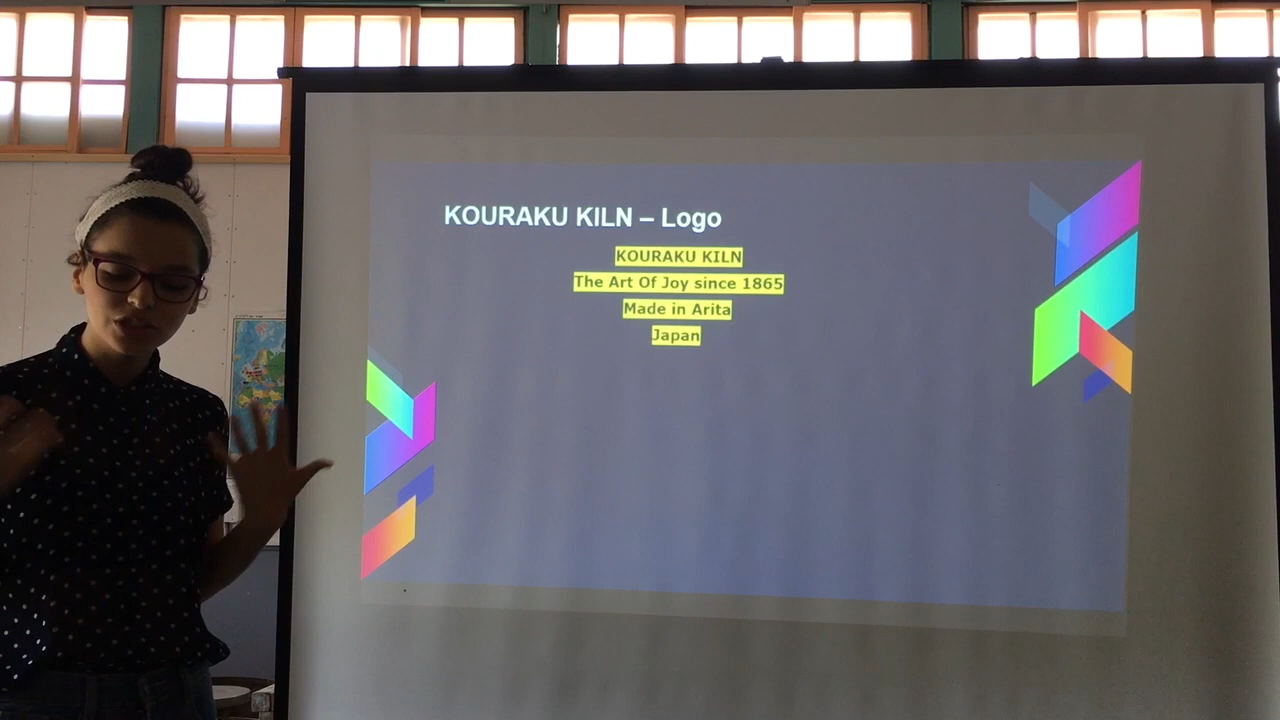 KOURAKU KILN – Logo
KOURAKU KILN
The Art Of Joy since 1865
Made in Arita
Japan